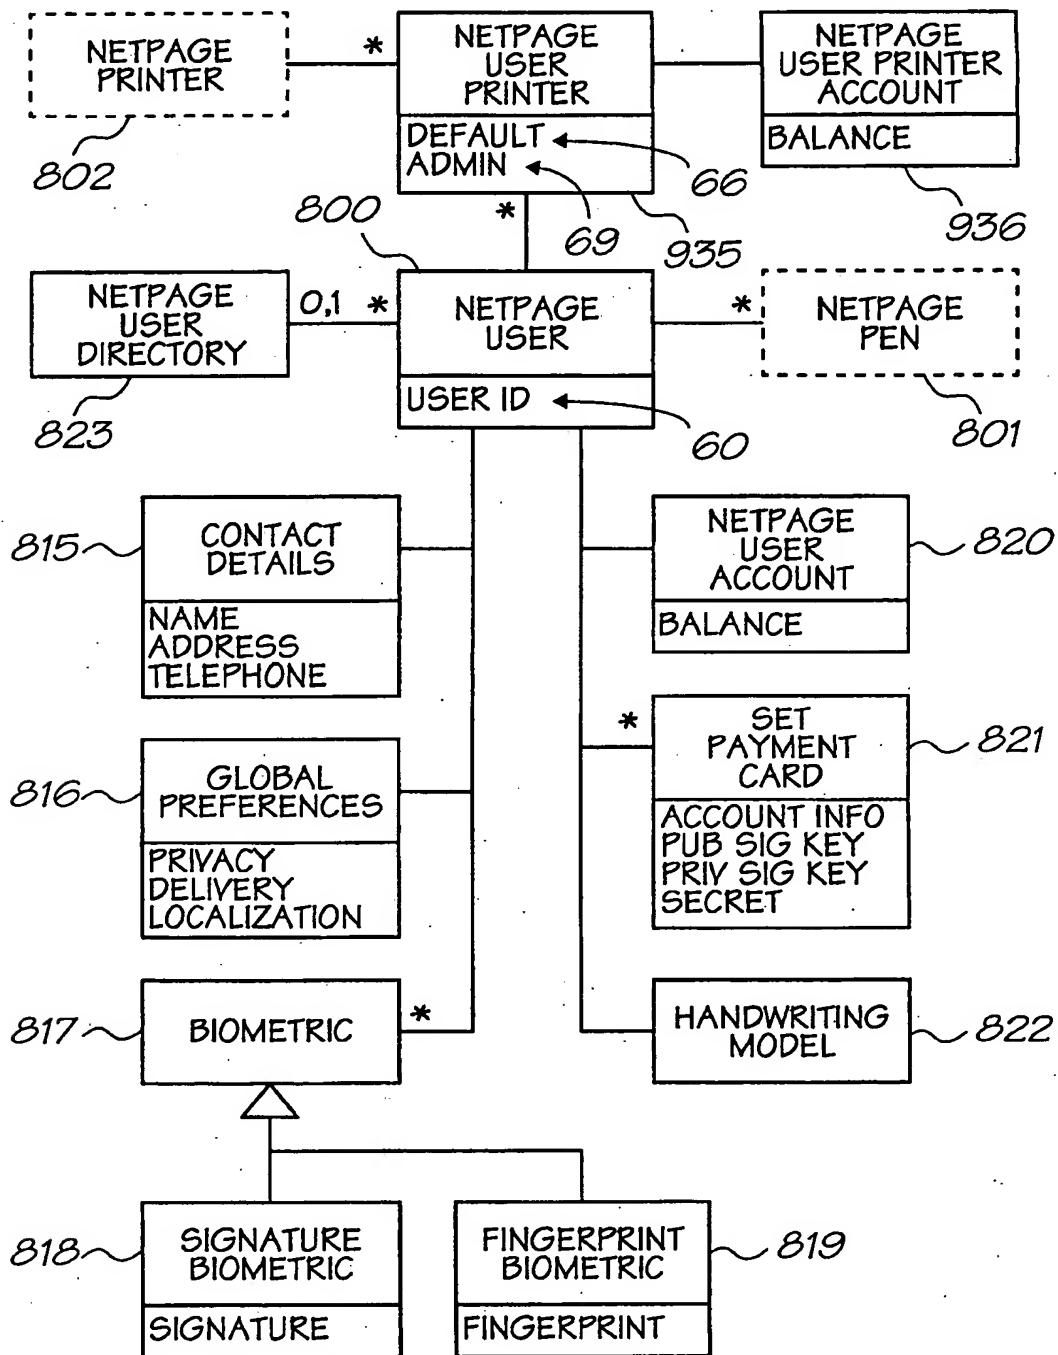 NETPAGE
PRINTER
802
*
NETPAGE
USER
PRINTER
DEFAULT
ADMIN
66
69
935
NETPAGE
USER PRINTER
ACCOUNT
BALANCE
936
*
800
NETPAGE
USER
DIRECTORY
823
0,1
*
NETPAGE
USER
USER ID
60
*
NETPAGE
PEN
801
815
CONTACT
DETAILS
NAME
ADDRESS
TELEPHONE
NETPAGE
USER
ACCOUNT
BALANCE
820
816
GLOBAL
PREFERENCES
PRIVACY
DELIVERY
LOCALIZATION
*
SET
PAYMENT
CARD
ACCOUNT INFO
PUB SIG KEY
PRIV SIG KEY
SECRET
821
817
BIOMETRIC
*
HANDWRITING
MODEL
822
818
SIGNATURE
BIOMETRIC
SIGNATURE
FINGERPRINT
BIOMETRIC
FINGERPRINT
819